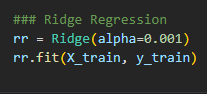 ### Ridge Regression
rr = Ridge(alpha=0.001)
rr.fit(X_train, y_train)